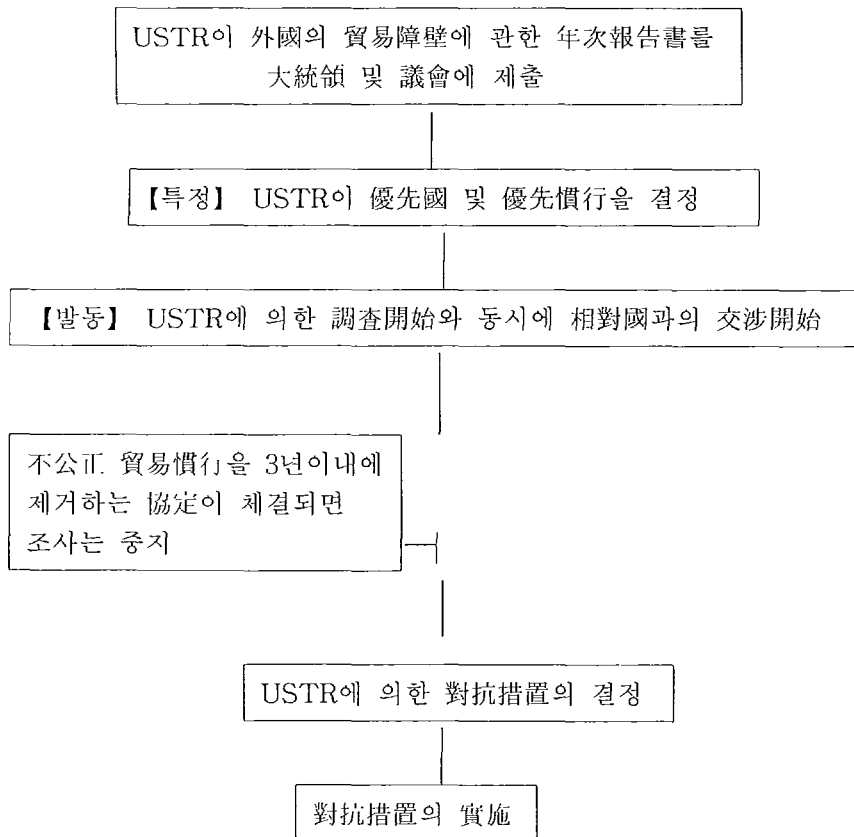 USTR이 外國의 貿易障壁에 관한 年次報告書를
大統領 및 議會에 제출
【특정】 USTR이 優先國 및 優先慣行을 결정
【발동】 USTR에 의한 調査開始와 동시에 相對國과의 交涉開始
不公正 貿易慣行을 3년이내에
제거하는 協定이 체결되면
조사는 중지
USTR에 의한 對抗措置의 결정
對抗措置의 實施